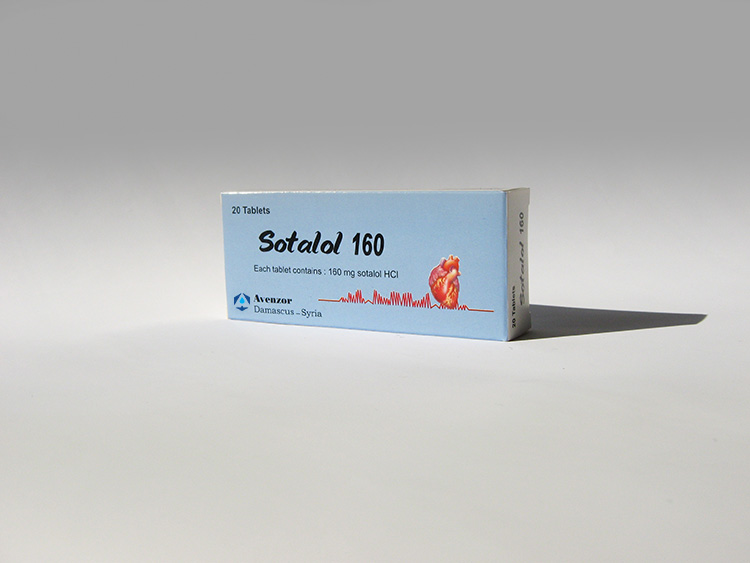 20 Tablets
Sotalol 160
Each tablet contains : 160 mg sotalol HCl
Avenzor
Damascus - Syria
20 Tablets
Sotalol 160